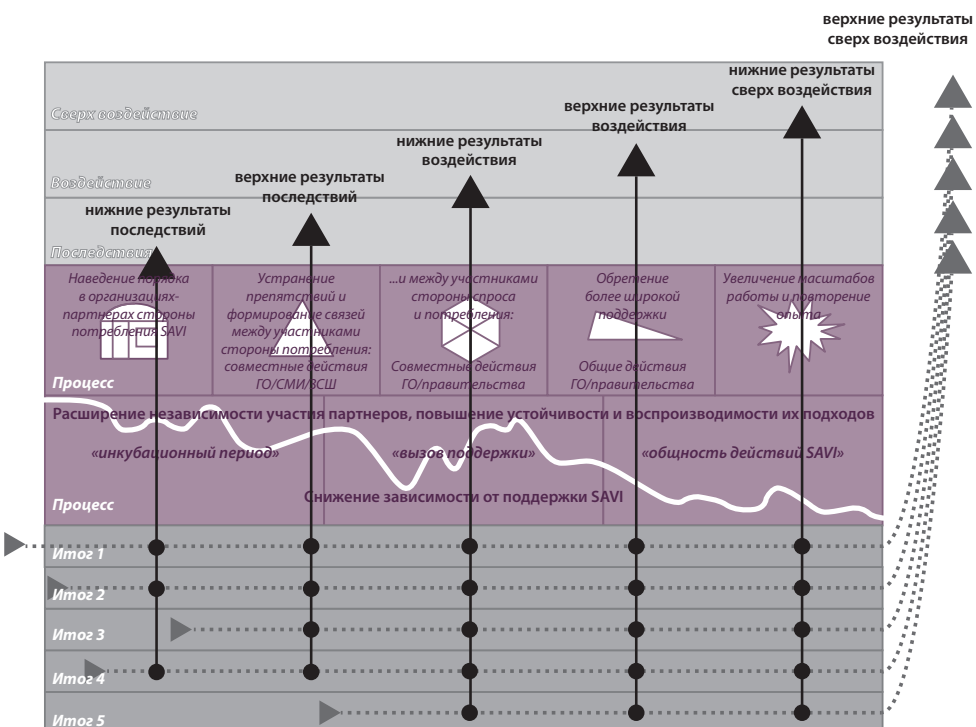 верхние результаты
сверх воздействия
нижние результаты
сверх воздействия
Сверх воздействие
верхние результаты
воздействия
нижние результаты
воздействия
Воздействие
верхние результаты
последствий
нижние результаты
последствий
Последствия
Наведение порядка
в организациях-
партнерах стороны
потребления SAVI
Устранение
препятствий и
формирование связей
между участниками
стороны потребления:
совместные действия
ГО/СМИ/ЗСШ
...и между участниками
стороны спроса
и потребления:
Совместные действия
ГО/правительства
Обретение
более широкой
поддержки
Общие действия
ГО/правительства
Увеличение масштабов
работы и повторение
опыта
Процесс
Расширение независимости участия партнеров, повышение устойчивости и воспроизводимости их подходов
«инкубационный период»
«вызов поддержки»
«общность действий SAVI»
Снижение зависимости от поддержки SAVI
Процесс
Итог 1
Итог 2
Итог 3
Итог 4
Итог 5